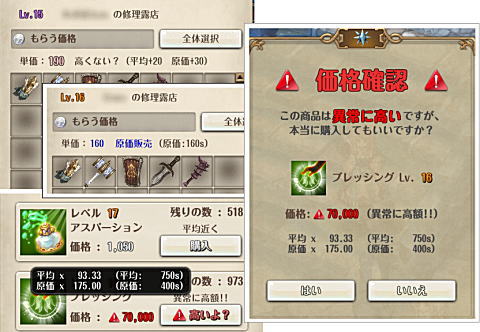 Lv.15 の修理露店
もらう価格 全体選択
単価：190 高くない？ (平均+20 原価+30)
Lv.16 の修理露店
もらう価格 全体
単価：160 原価販売 (原価:160s)
レベル 17 残りの数：518
アスパーション 平均近く
価格：1,050 購入
平均 x 93.33 (平均: 750s)
原価 x 175.00 (原価: 400s)
数：973
ブレッシング 異常に高額!!
価格：70,000 高いよ？
価格確認
この商品は異常に高いですが、
本当に購入してもいいですか？
ブレッシング Lv. 16
価格: 70,000 (異常に高額!!)
平均 x 93.33 (平均: 750s)
原価 x 175.00 (原価: 400s)
はい いいえ